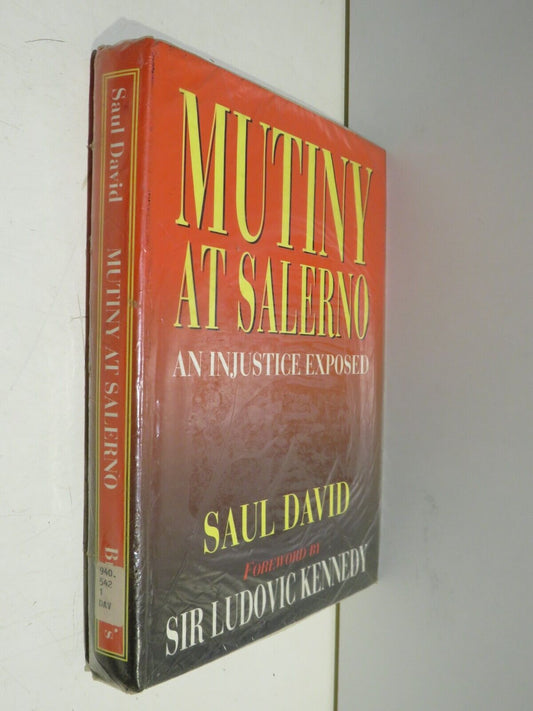 MUTINY
AT SALERNO
AN INJUSTICE EXPOSED
SAUL DAVID
FOREWORD BY
SIR LUDOVIC KENNEDY
Saul David
MUTINY AT SALERNO
B
940.
542
1
DAV